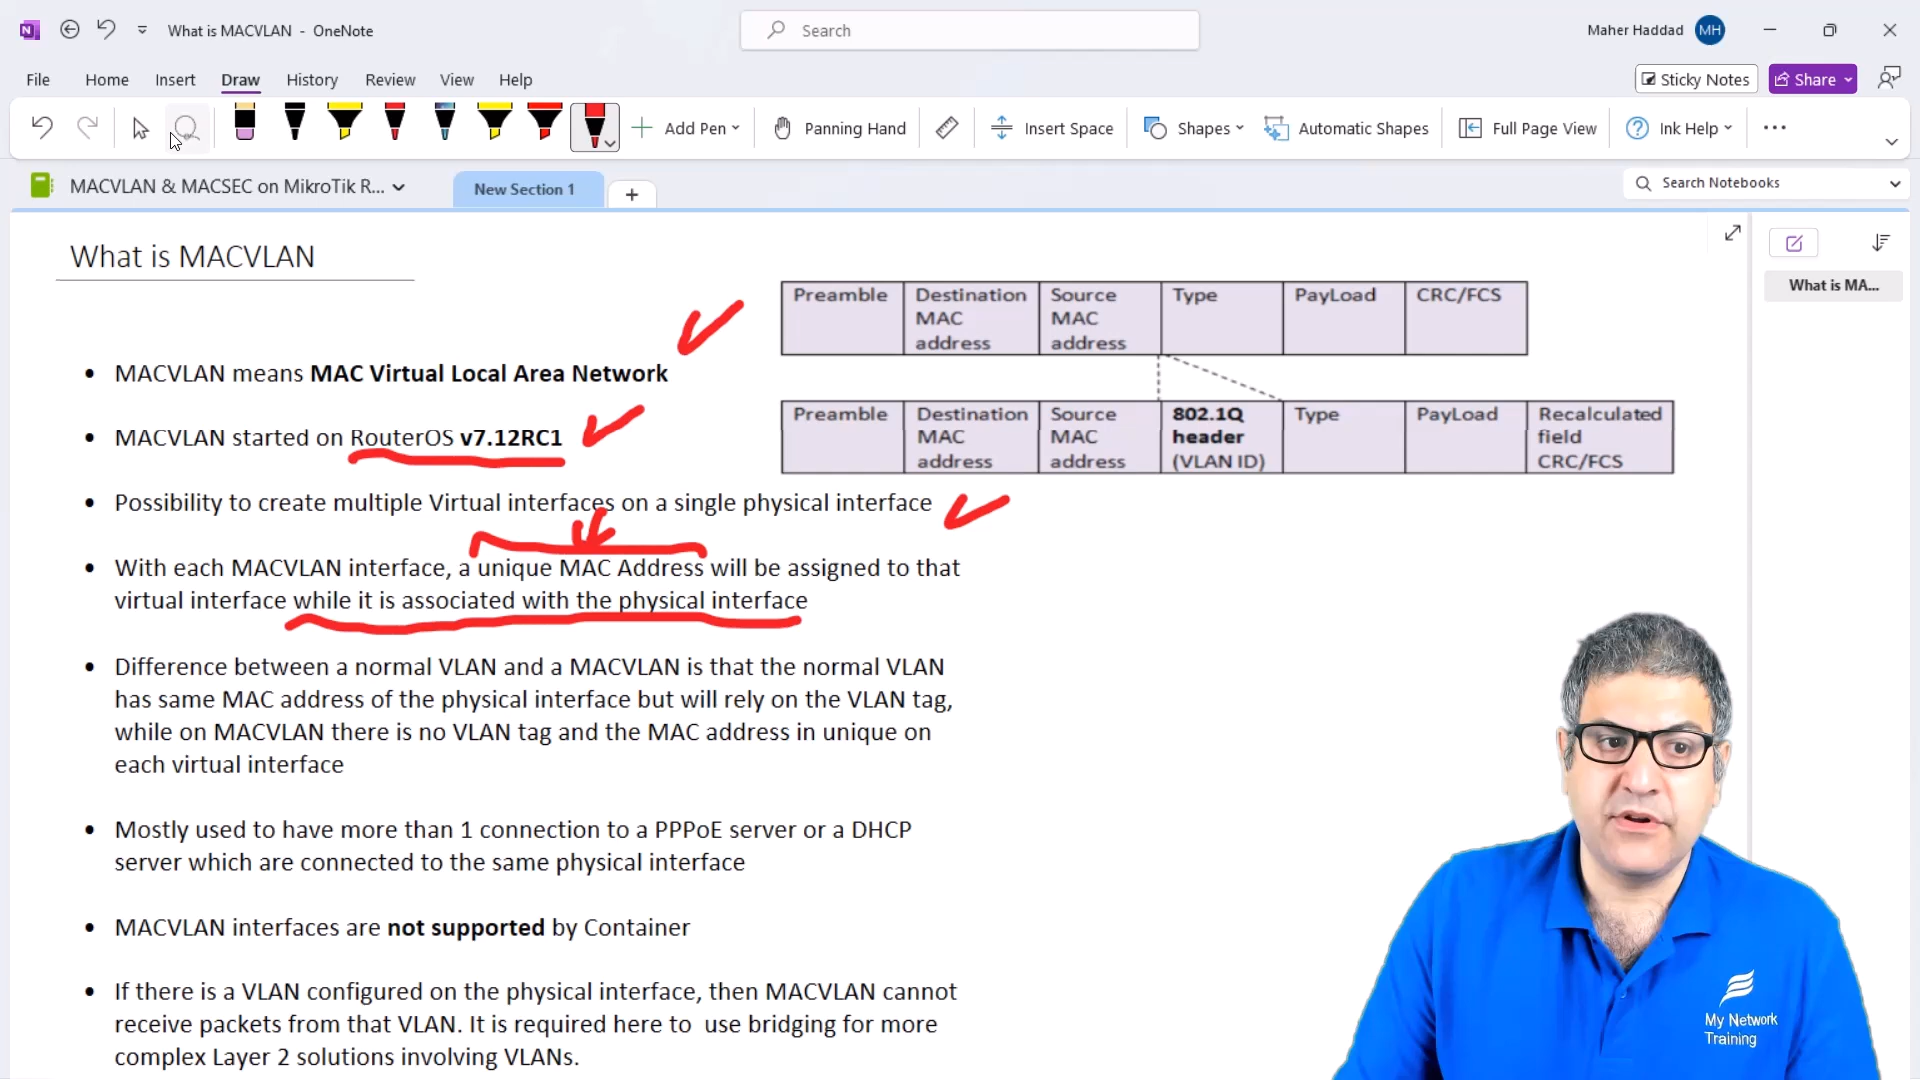 What is MACVLAN - OneNote
Search
Maher Haddad
MH
File
Home
Insert
Draw
History
Review
View
Help
Sticky Notes
Share
Add Pen
Panning Hand
Insert Space
Shapes
Automatic Shapes
Full Page View
Ink Help
MACVLAN & MACSEC on MikroTik R...
New Section 1
Search Notebooks
What is MACVLAN
What is MA...
Preamble
Destination
MAC
address
Source
MAC
address
Type
PayLoad
CRC/FCS
Preamble
Destination
MAC
address
Source
MAC
address
802.1Q
header
(VLAN ID)
Type
PayLoad
Recalculated
field
CRC/FCS
• MACVLAN means MAC Virtual Local Area Network
• MACVLAN started on RouterOS v7.12RC1
• Possibility to create multiple Virtual interfaces on a single physical interface
• With each MACVLAN interface, a unique MAC Address will be assigned to that
virtual interface while it is associated with the physical interface
• Difference between a normal VLAN and a MACVLAN is that the normal VLAN
has same MAC address of the physical interface but will rely on the VLAN tag,
while on MACVLAN there is no VLAN tag and the MAC address in unique on
each virtual interface
• Mostly used to have more than 1 connection to a PPPoE server or a DHCP
server which are connected to the same physical interface
• MACVLAN interfaces are not supported by Container
• If there is a VLAN configured on the physical interface, then MACVLAN cannot
receive packets from that VLAN. It is required here to use bridging for more
complex Layer 2 solutions involving VLANs.
My Network
Training